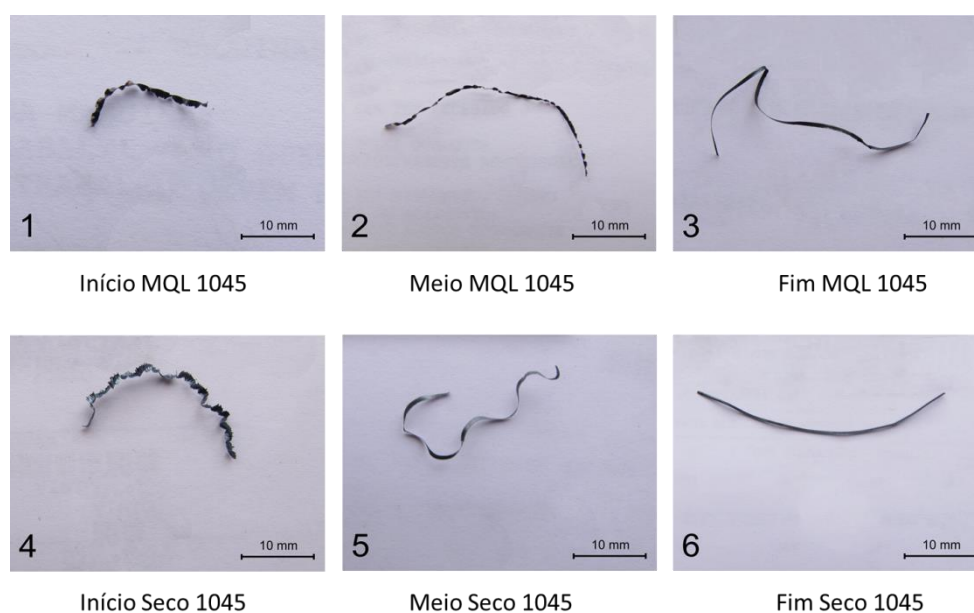 1
10 mm
2
10 mm
3
10 mm
Início MQL 1045
Meio MQL 1045
Fim MQL 1045
4
10 mm
5
10 mm
6
10 mm
Início Seco 1045
Meio Seco 1045
Fim Seco 1045